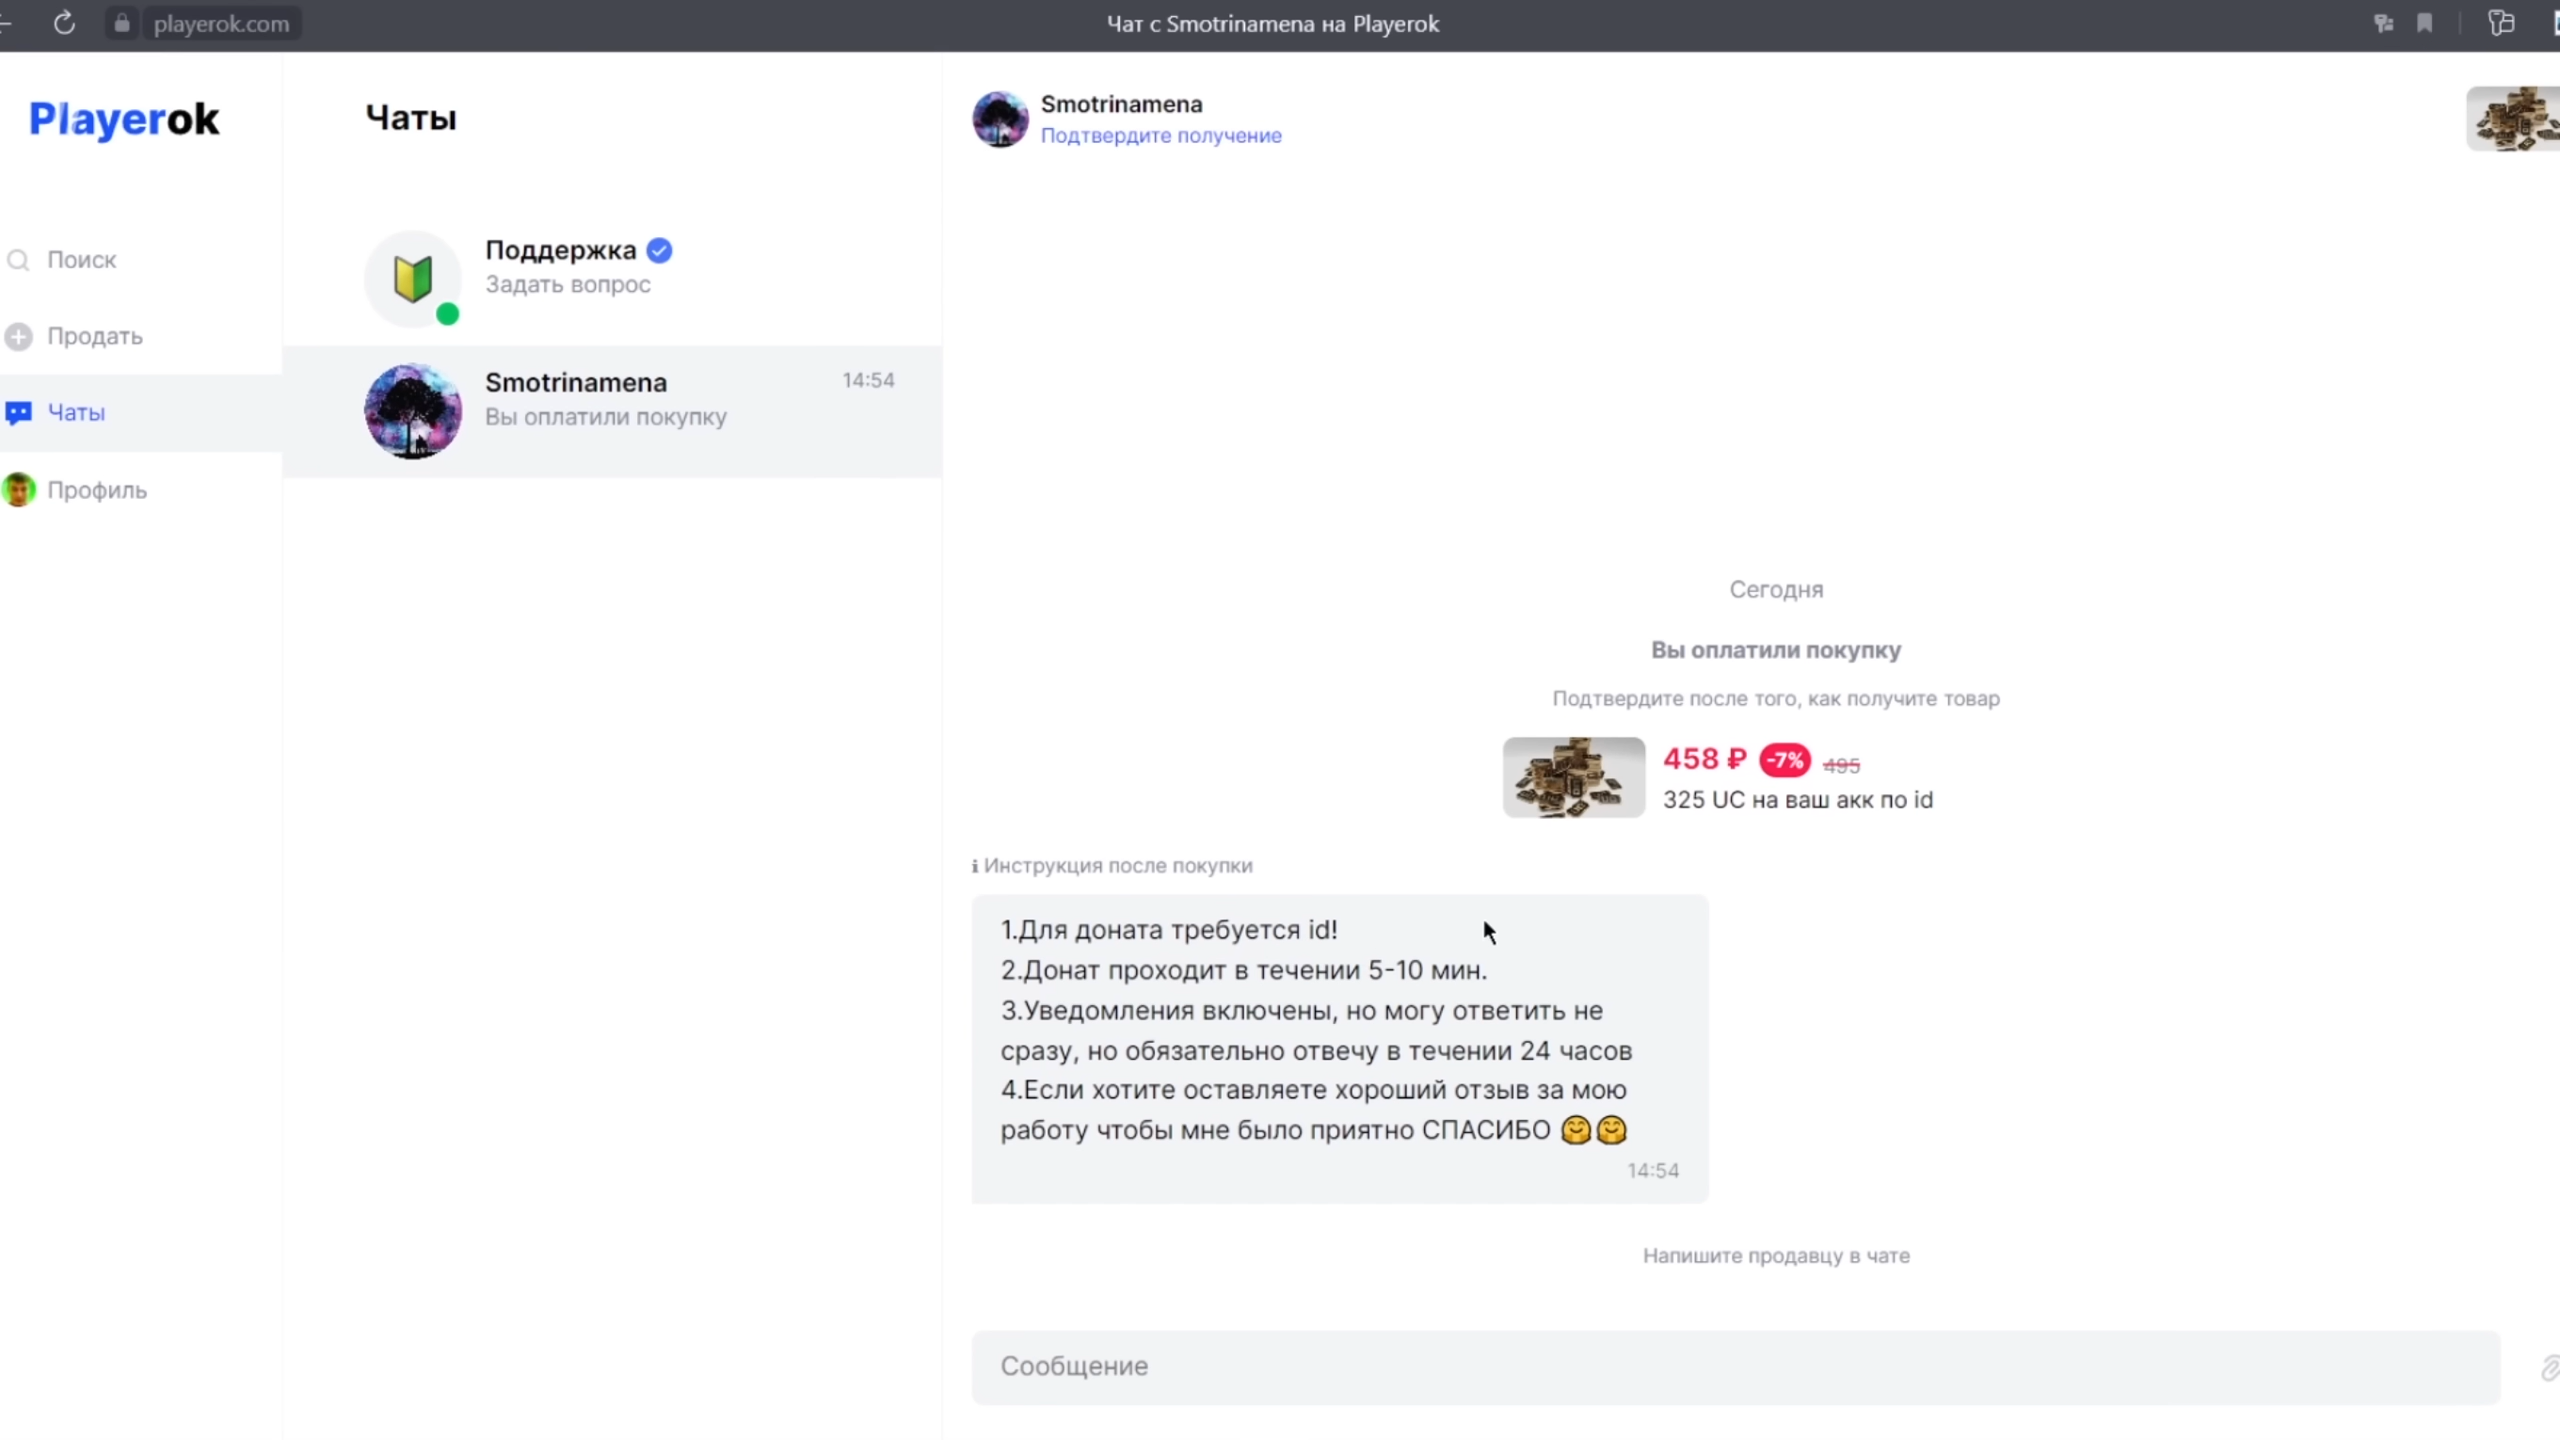 playerok.com
Чат с Smotrinamena на Playerok
Playerok
Поиск
Продать
Чаты
Профиль
Чаты
Поддержка
Задать вопрос
Smotrinamena
14:54
Вы оплатили покупку
Smotrinamena
Подтвердите получение
Сегодня
Вы оплатили покупку
Подтвердите после того, как получите товар
458 ₽ -7% 495
325 UC на ваш акк по id
Инструкция после покупки
1.Для доната требуется id!
2.Донат проходит в течении 5-10 мин.
3.Уведомления включены, но могу ответить не
сразу, но обязательно отвечу в течении 24 часов
4.Если хотите оставляете хороший отзыв за мою
работу чтобы мне было приятно СПАСИБО 🤗🤗
14:54
Напишите продавцу в чате
Сообщение